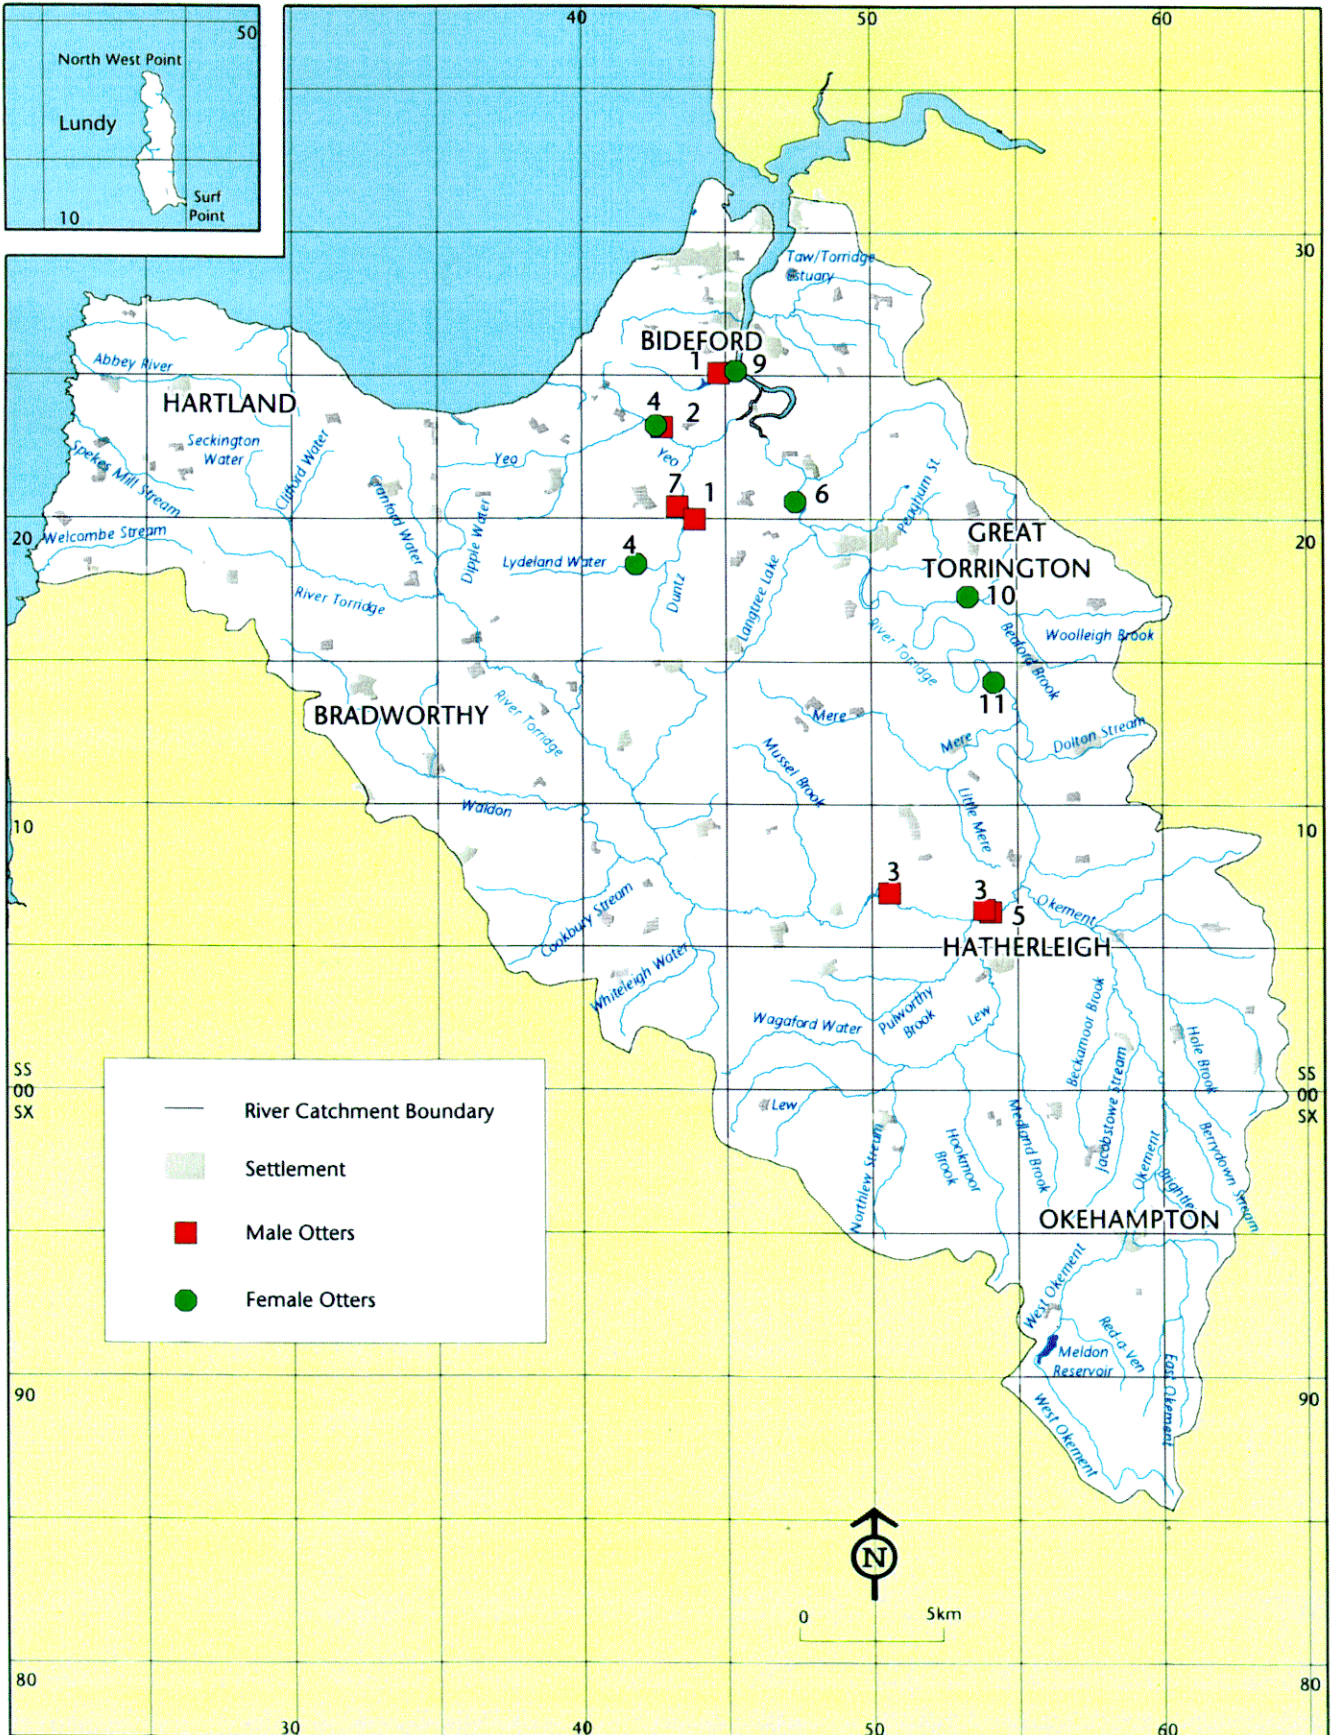 40
50
60
50
North West Point
Lundy
Surf
Point
10
30
Taw/Torridge
Estuary
BIDEFORD
1
9
Abbey River
HARTLAND
4
2
Seckington
Water
Clifford Water
Spekes Mill Stream
Yeo
Yeo
Cranford Water
Dipple Water
7
1
6
Peagham St
GREAT
TORRINGTON
20
20
Welcombe Stream
4
Lydeland Water
Duntz
Langtree Lake
River Torridge
10
Woolleigh Brook
Beaford Brook
River Torridge
11
BRADWORTHY
River Torridge
Mere
Mere
Dolton Stream
Mussel Brook
Little Mere
Waldon
10
10
3
3
5
Okement
Cookbury Stream
HATHERLEIGH
Whiteleigh Water
Wagaford Water
Pulworthy
Brook
Lew
Beckamoor Brook
Hole Brook
SS
00
SX
SS
00
SX
River Catchment Boundary
Settlement
Male Otters
Female Otters
Lew
Northlew Stream
Hookmoor
Brook
Medland Brook
Jacobstowe Stream
Okement
Brightle
Berrydown Stream
OKEHAMPTON
West Okement
Meldon
Reservoir
Red-a-Ven
East Okement
West Okement
90
90
N
0
5km
80
80
30
40
50
60